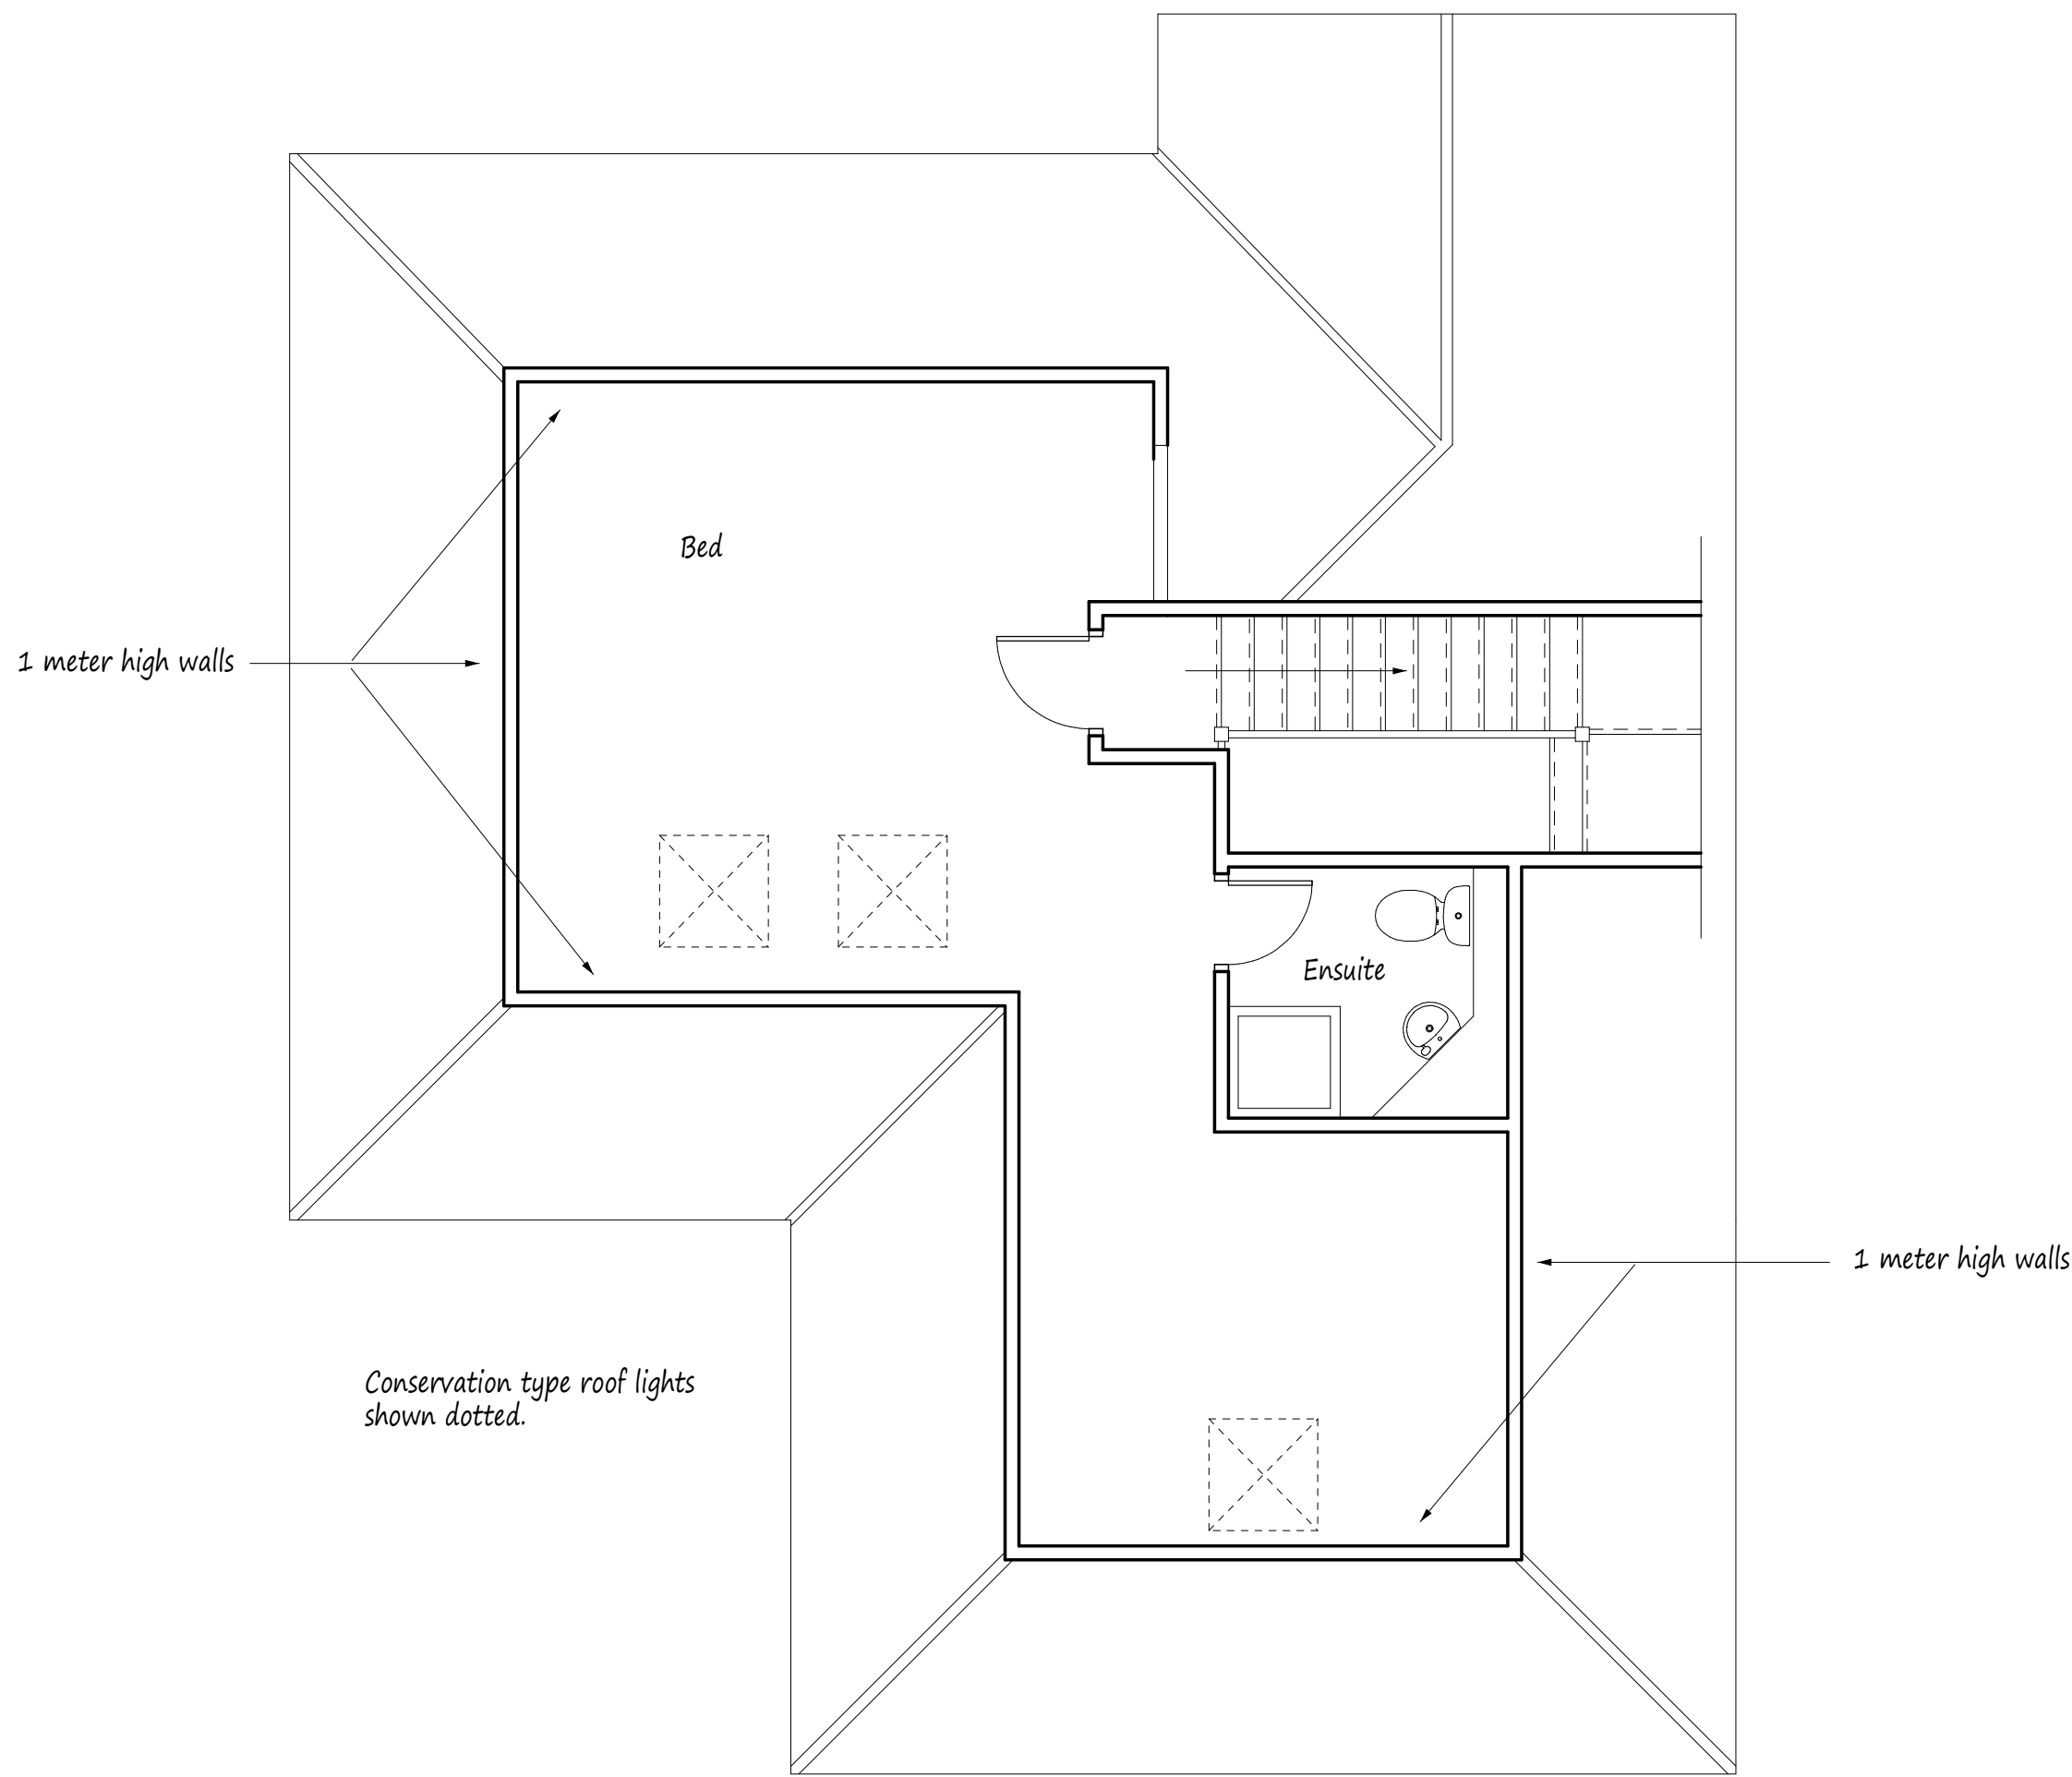 Bed
1 meter high walls
Ensuite
1 meter high walls
Conservation type roof lights
shown dotted.